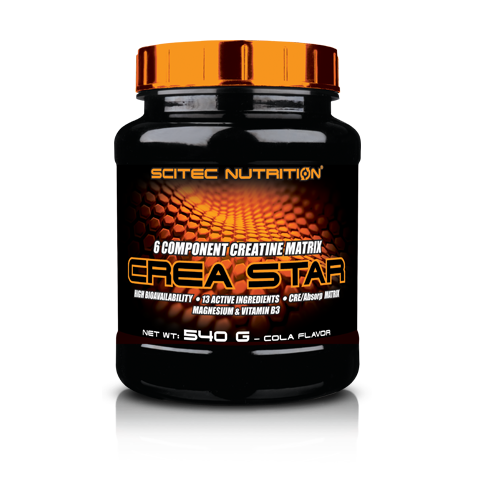 SCITEC NUTRITION®
6 COMPONENT CREATINE MATRIX
CREA STAR
HIGH BIOAVAILABILITY • 13 ACTIVE INGREDIENTS • CRE/Absorp MATRIX
MAGNESIUM & VITAMIN B3
NET WT: 540 G – COLA FLAVOR